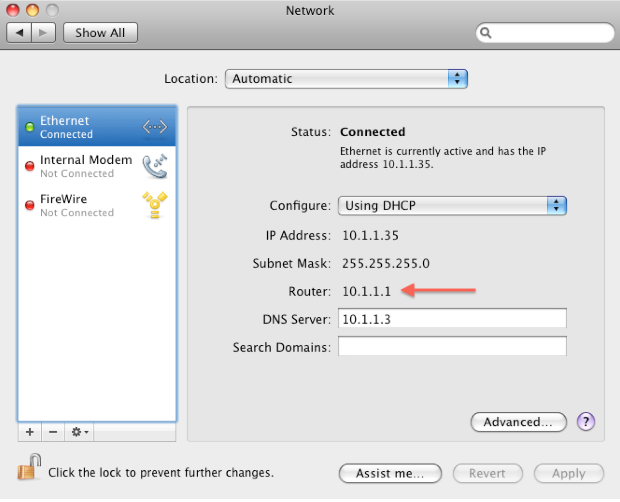 Network
Show All
Location: Automatic
Ethernet
Connected
Internal Modem
Not Connected
FireWire
Not Connected
Status: Connected
Ethernet is currently active and has the IP
address 10.1.1.35.
Configure: Using DHCP
IP Address: 10.1.1.35
Subnet Mask: 255.255.255.0
Router: 10.1.1.1
DNS Server: 10.1.1.3
Search Domains:
Advanced... ?
Click the lock to prevent further changes.
Assist me... Revert Apply